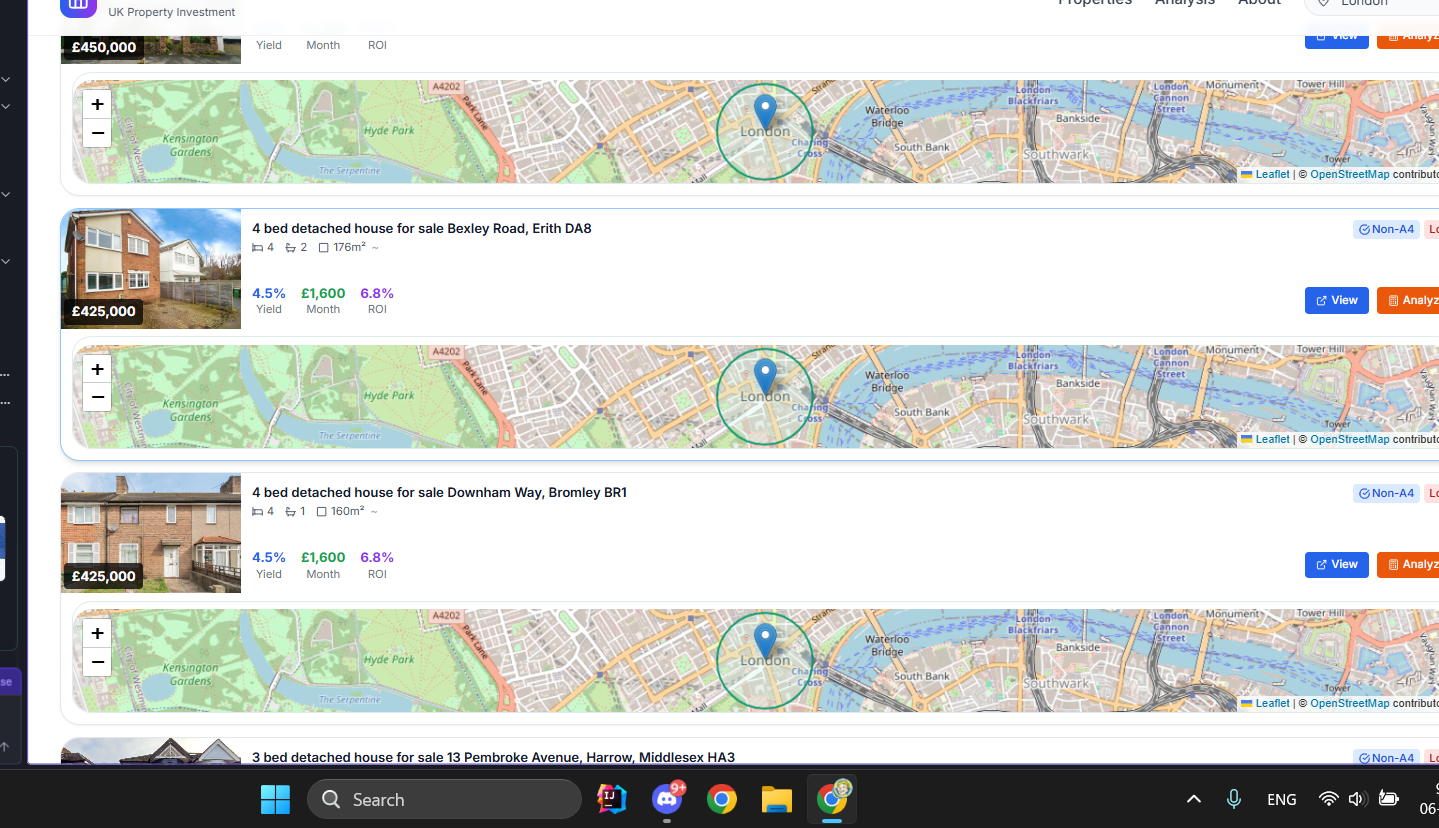 UK Property Investment
Properties Analysis About London
£450,000
Yield Month ROI
View Analyz
+
−
A4202
Park Lane
Kensington
Gardens
Hyde Park
The Serpentine
London
Charing
Cross
Waterloo
Bridge
South Bank
London
Blackfriars
Bankside
Southwark
London
Cannon
Street
Monument
Tower Hill
Tower
Leaflet | © OpenStreetMap contributo
4 bed detached house for sale Bexley Road, Erith DA8
Non-A4 Lo
4 2 176m² ~
£425,000
4.5% £1,600 6.8%
Yield Month ROI
View Analyz
+
−
A4202
Park Lane
Kensington
Gardens
Hyde Park
The Serpentine
London
Charing
Cross
Mall
Waterloo
Bridge
South Bank
London
Blackfriars
Bankside
Southwark
London
Cannon
Street
Monument
Tower Hill
Tower
Leaflet | © OpenStreetMap contributo
4 bed detached house for sale Downham Way, Bromley BR1
Non-A4 Lo
4 1 160m² ~
£425,000
4.5% £1,600 6.8%
Yield Month ROI
View Analyz
+
−
A4202
Park Lane
Kensington
Gardens
Hyde Park
The Serpentine
London
Charing
Cross
Mall
Waterloo
Bridge
South Bank
London
Blackfriars
Bankside
Southwark
London
Cannon
Street
Monument
Tower Hill
Tower
Leaflet | © OpenStreetMap contributo
3 bed detached house for sale 13 Pembroke Avenue, Harrow, Middlesex HA3
Non-A4 Lo
se
Search
IJ
9+
ENG
06-